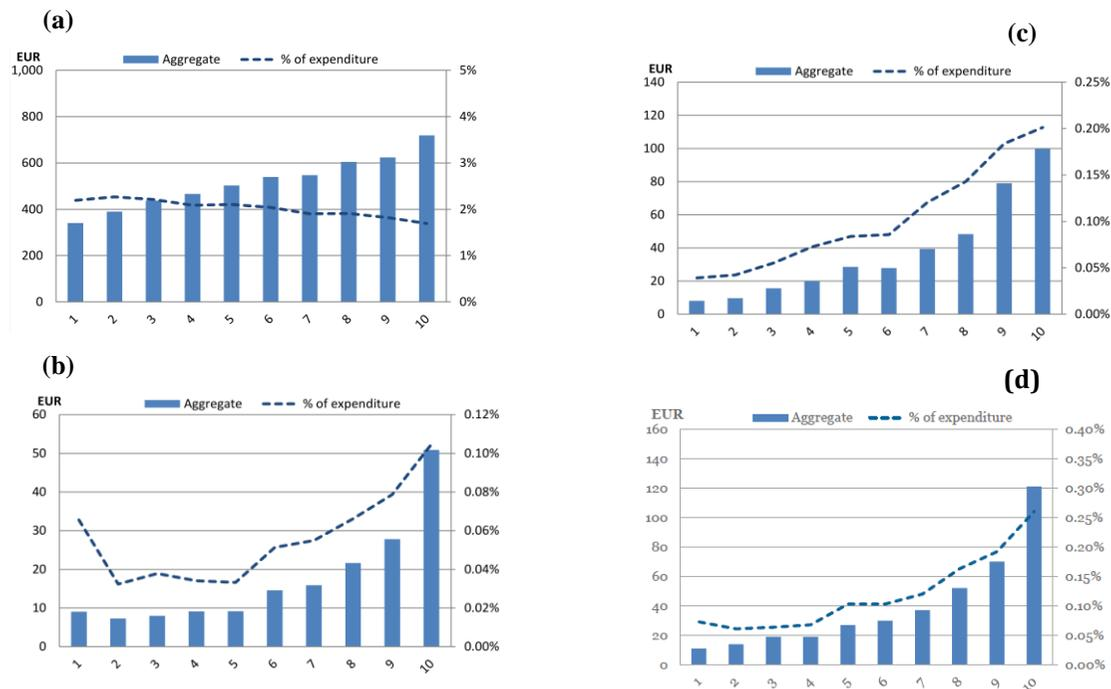 (a)
EUR
Aggregate % of expenditure
1,000 5%
800 4%
600 3%
400 2%
200 1%
0 0%
1 2 3 4 5 6 7 8 9 10
(b)
EUR
Aggregate % of expenditure
60 0.12%
50 0.10%
40 0.08%
30 0.06%
20 0.04%
10 0.02%
0 0.00%
1 2 3 4 5 6 7 8 9 10
(c)
EUR
Aggregate % of expenditure
140 0.25%
120
100 0.20%
80 0.15%
60 0.10%
40
20 0.05%
0 0.00%
1 2 3 4 5 6 7 8 9 10
(d)
EUR
Aggregate % of expenditure
160 0.40%
140 0.35%
120 0.30%
100 0.25%
80 0.20%
60 0.15%
40 0.10%
20 0.05%
0 0.00%
1 2 3 4 5 6 7 8 9 10